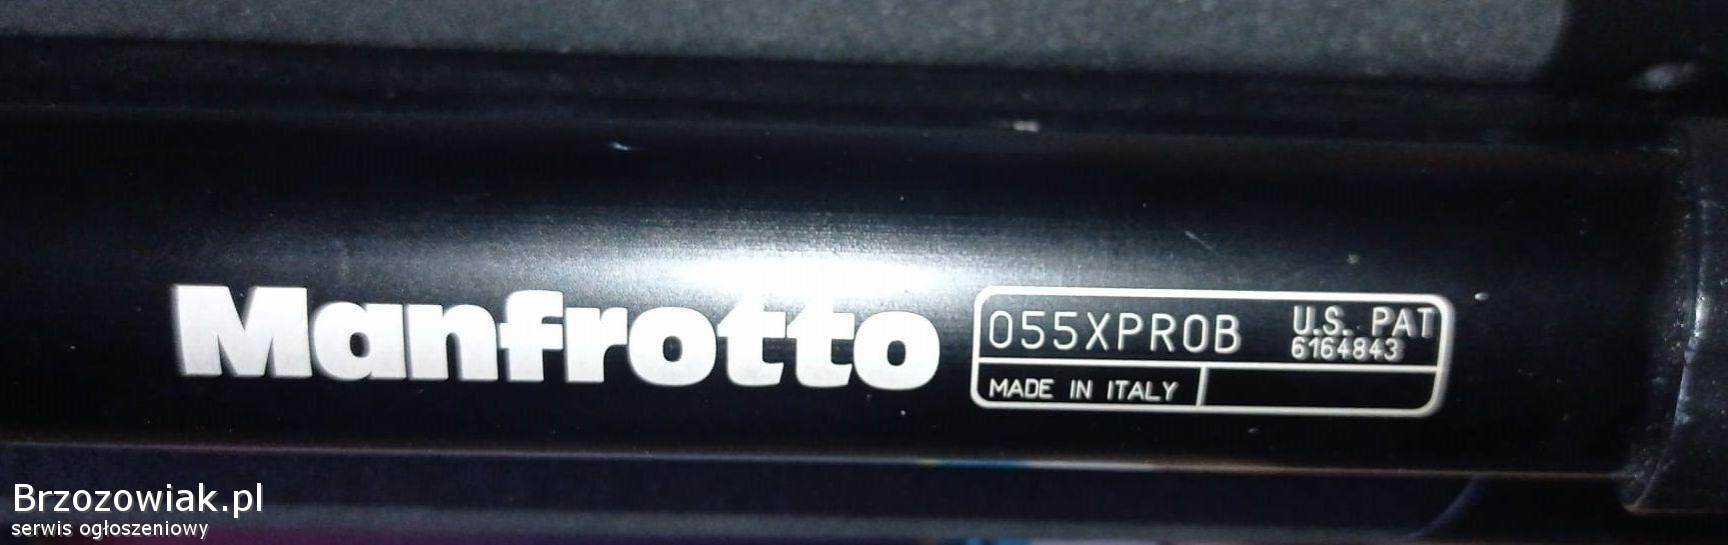 Manfrotto
055XPROB
U.S. PAT
6164843
MADE IN ITALY
Brzozowiak.pl
serwis ogłoszeniowy